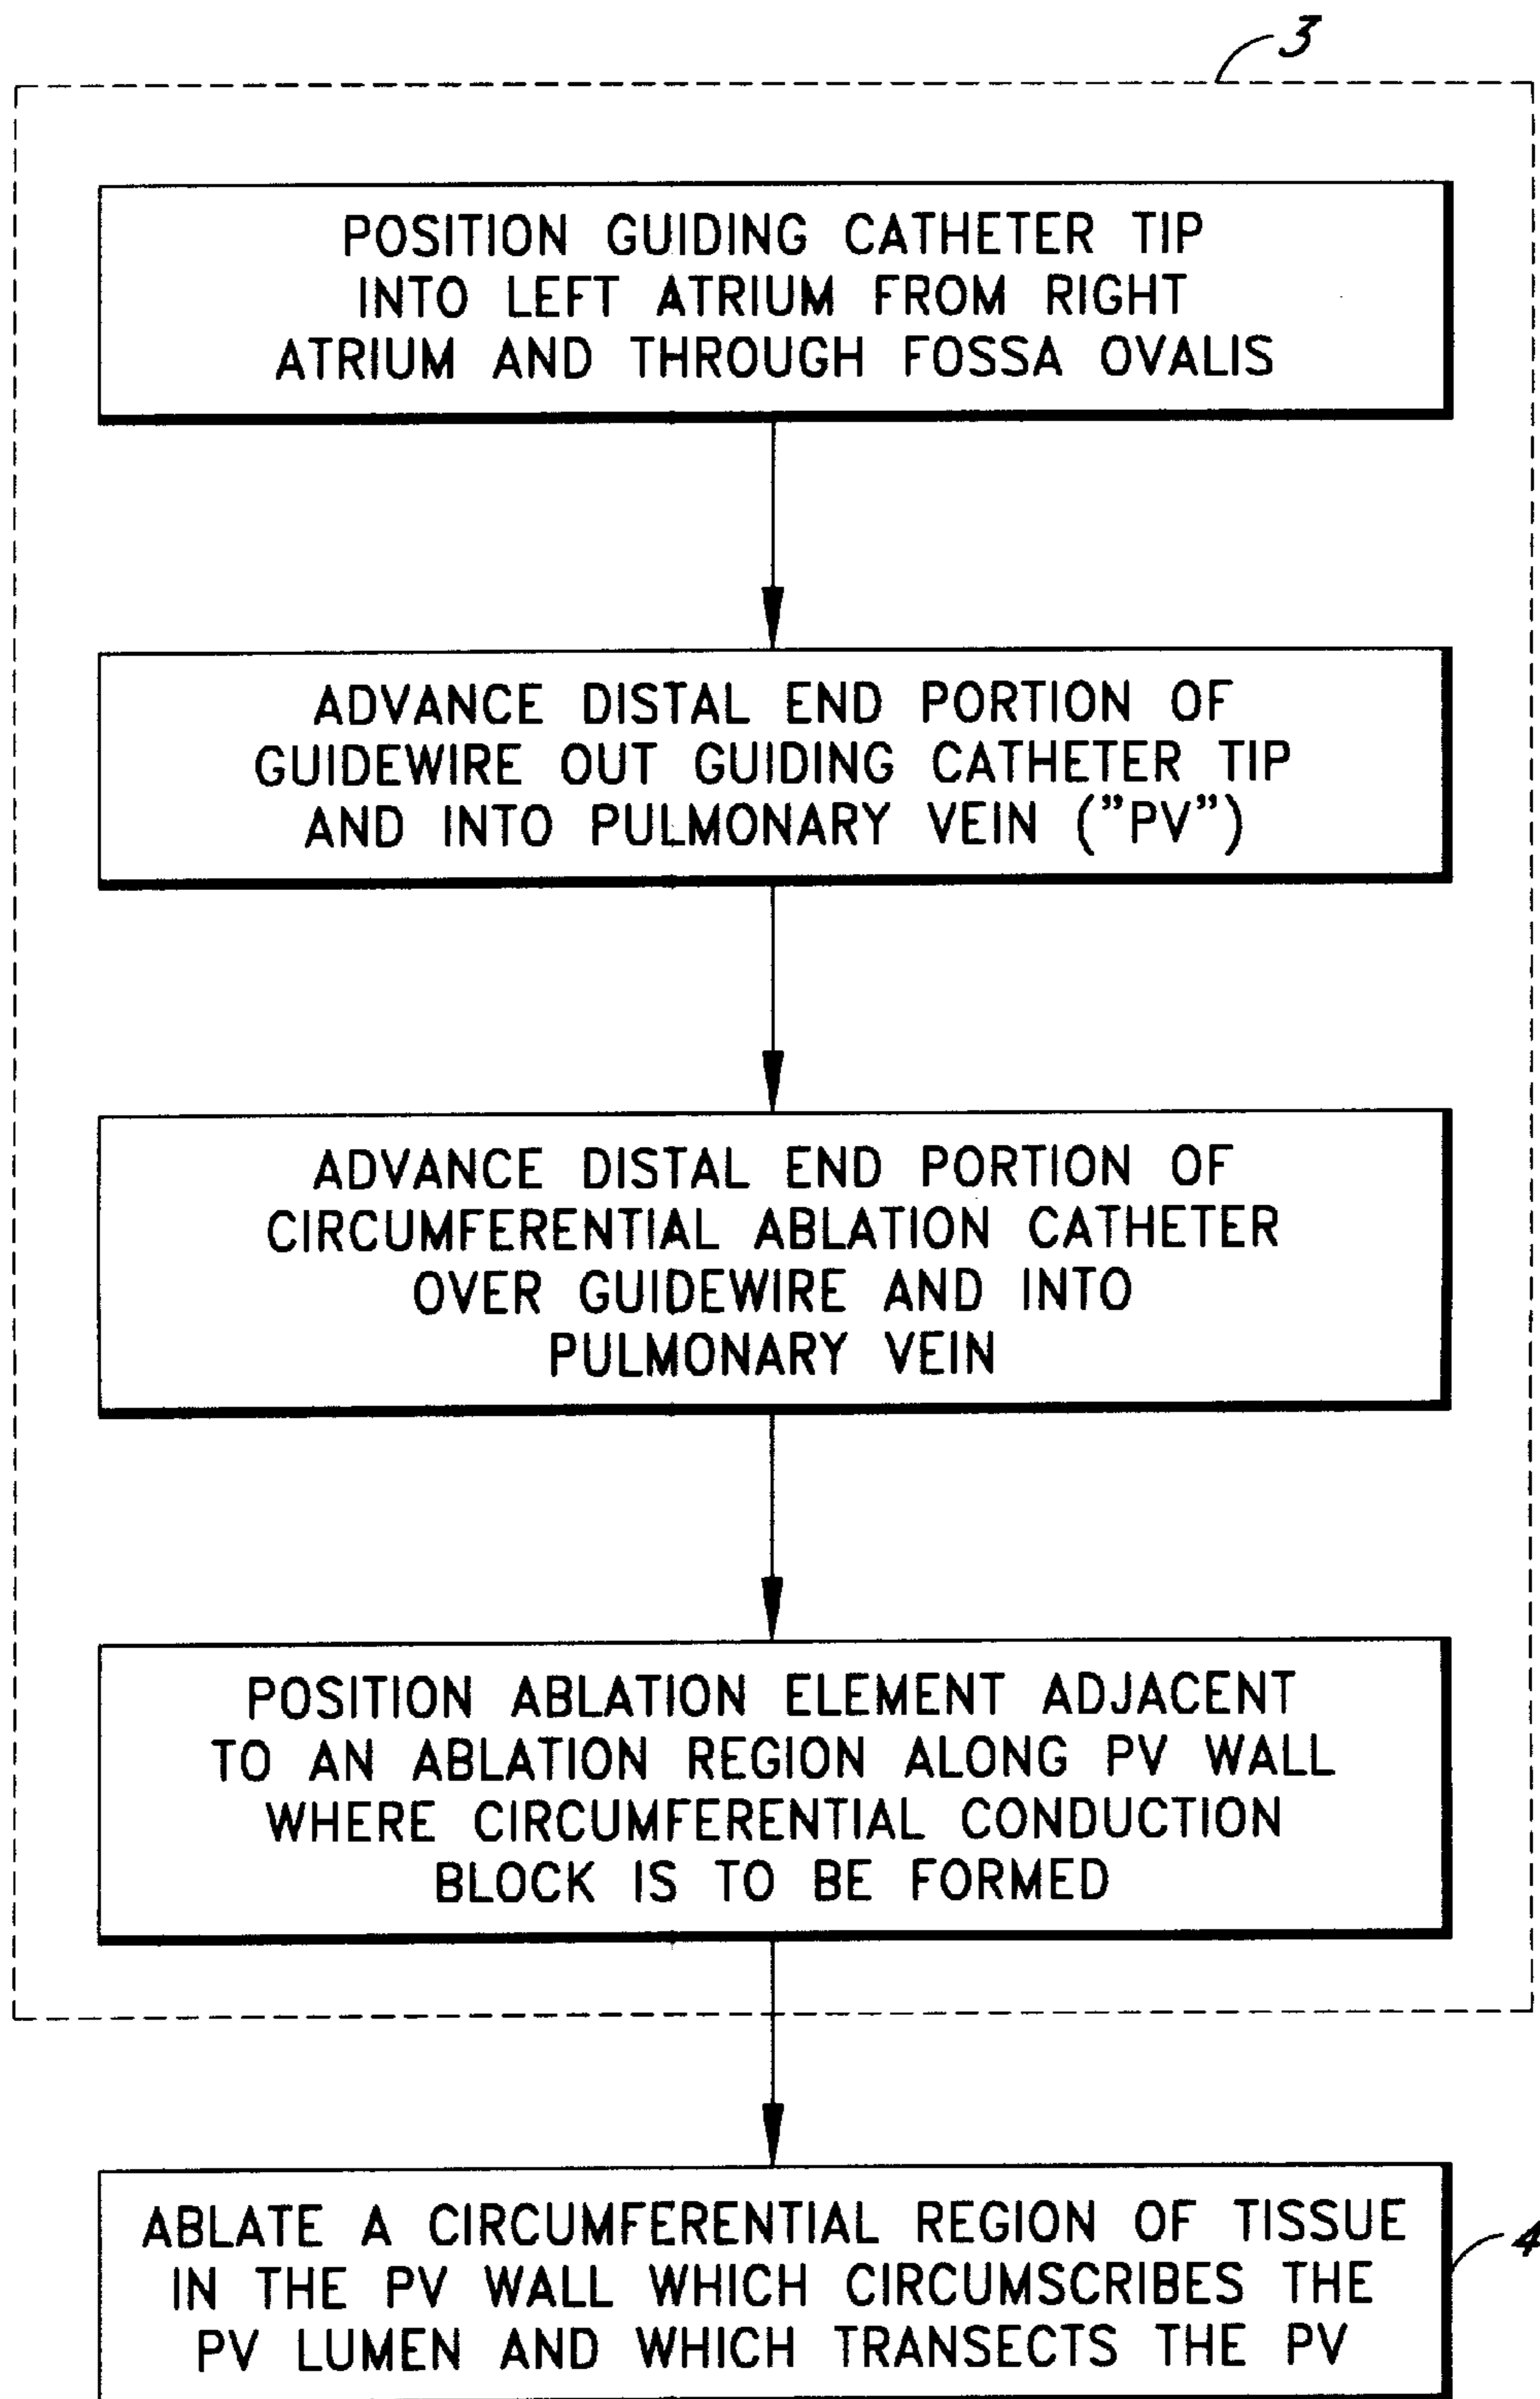 3
POSITION GUIDING CATHETER TIP
INTO LEFT ATRIUM FROM RIGHT
ATRIUM AND THROUGH FOSSA OVALIS
ADVANCE DISTAL END PORTION OF
GUIDEWIRE OUT GUIDING CATHETER TIP
AND INTO PULMONARY VEIN (”PV”)
ADVANCE DISTAL END PORTION OF
CIRCUMFERENTIAL ABLATION CATHETER
OVER GUIDEWIRE AND INTO
PULMONARY VEIN
POSITION ABLATION ELEMENT ADJACENT
TO AN ABLATION REGION ALONG PV WALL
WHERE CIRCUMFERENTIAL CONDUCTION
BLOCK IS TO BE FORMED
ABLATE A CIRCUMFERENTIAL REGION OF TISSUE
IN THE PV WALL WHICH CIRCUMSCRIBES THE
PV LUMEN AND WHICH TRANSECTS THE PV
4